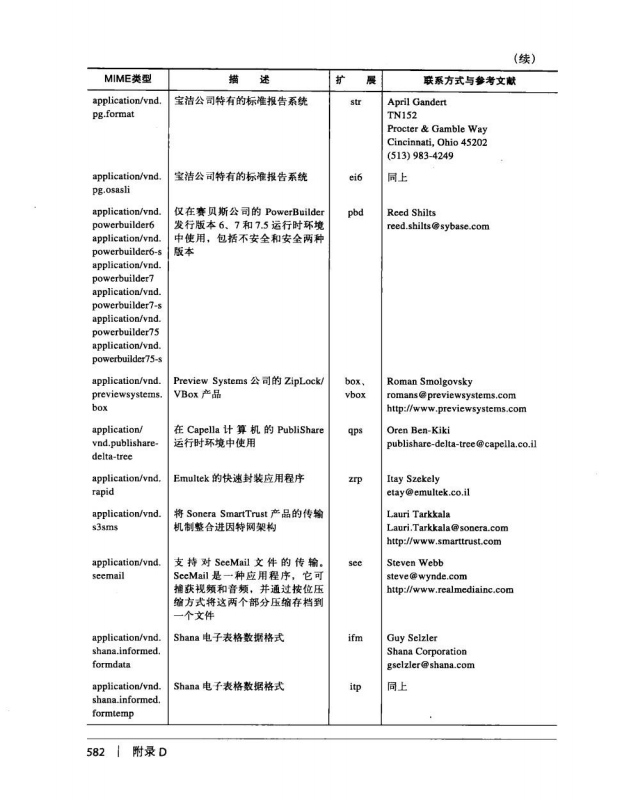 （续）
MIME类型 描 述 扩 展 联系方式与参考文献
application/vnd. 宝洁公司特有的标准报告系统 str April Gandert
pg.format TN152
Procter & Gamble Way
Cincinnati, Ohio 45202
(513) 983-4249
application/vnd. 宝洁公司特有的标准报告系统 ei6 同上
pg.osasli
application/vnd. 仅在赛贝斯公司的 PowerBuilder pbd Reed Shilts
powerbuilder6 发行版本 6、7 和 7.5 运行时环境 reed.shilts@sybase.com
application/vnd. 中使用，包括不安全和安全两种
powerbuilder6-s 版本
application/vnd.
powerbuilder7
application/vnd.
powerbuilder7-s
application/vnd.
powerbuilder75
application/vnd.
powerbuilder75-s
application/vnd. Preview Systems 公司的 ZipLock/ box、 Roman Smolgovsky
previewsystems. VBox 产品 vbox romans@previewsystems.com
box http://www.previewsystems.com
application/ 在 Capella 计 算 机 的 PubliShare qps Oren Ben-Kiki
vnd.publishare- 运行时环境中使用 publishare-delta-tree@capella.co.il
delta-tree
application/vnd. Emultek 的快速封装应用程序 zrp Itay Szekely
rapid etay@emultek.co.il
application/vnd. 将 Sonera SmartTrust 产品的传输 Lauri Tarkkala
s3sms 机制整合进因特网架构 Lauri.Tarkkala@sonera.com
http://www.smarttrust.com
application/vnd. 支 持 对 SeeMail 文 件 的 传 输。 see Steven Webb
seemail SeeMail 是一种应用程序，它可 steve@wynde.com
捕获视频和音频，并通过按位压 http://www.realmediainc.com
缩方式将这两个部分压缩存档到
一个文件
application/vnd. Shana 电子表格数据格式 ifm Guy Selzler
shana.informed. Shana Corporation
formdata gselzler@shana.com
application/vnd. Shana 电子表格数据格式 itp 同上
shana.informed.
formtemp
582 | 附录 D